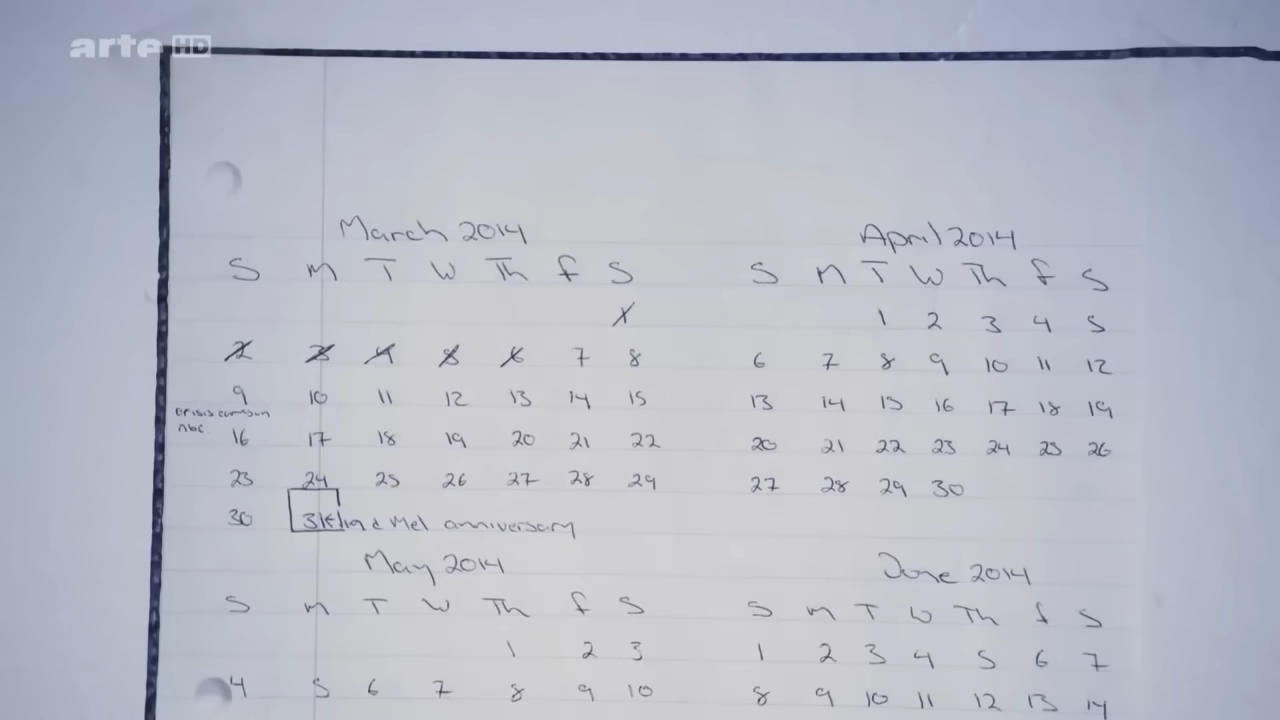 arte HD
March 2014
S M T W Th f S
1
2 3 4 5 6 7 8
9 10 11 12 13 14 15
crisis
nbc
16 17 18 19 20 21 22
23 24 25 26 27 28 29
30 31 & Mel anniversary
April 2014
S M T W Th f S
1 2 3 4 5
6 7 8 9 10 11 12
13 14 15 16 17 18 19
20 21 22 23 24 25 26
27 28 29 30
May 2014
S M T W Th f S
1 2 3
4 5 6 7 8 9 10
June 2014
S M T W Th f S
1 2 3 4 5 6 7
8 9 10 11 12 13 14